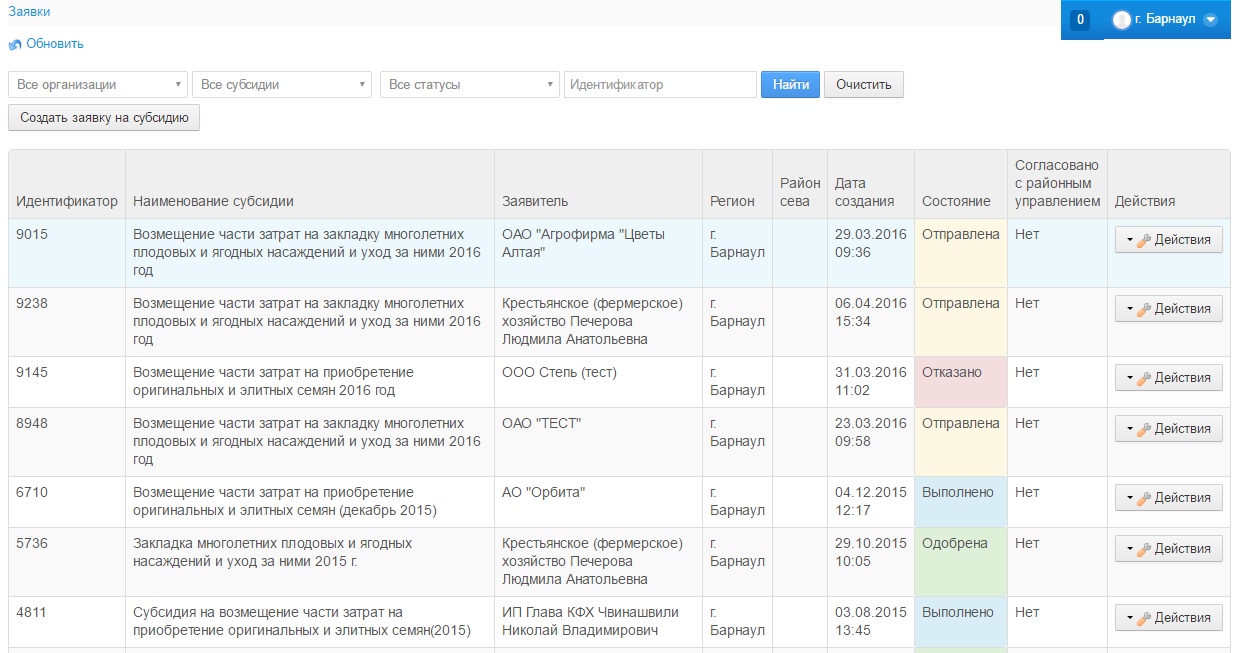 Заявки
0 г. Барнаул
Обновить
Все организации Все субсидии Все статусы Идентификатор Найти Очистить
Создать заявку на субсидию
Идентификатор Наименование субсидии Заявитель Регион Район сева Дата создания Состояние Согласовано с районным управлением Действия
9015 Возмещение части затрат на закладку многолетних ОАО "Агрофирма "Цветы г. 29.03.2016 Отправлена Нет Действия
плодовых и ягодных насаждений и уход за ними 2016 Алтая" Барнаул 09:36
год
9238 Возмещение части затрат на закладку многолетних Крестьянское (фермерское) г. 06.04.2016 Отправлена Нет Действия
плодовых и ягодных насаждений и уход за ними 2016 хозяйство Печерова Барнаул 15:34
год Людмила Анатольевна
9145 Возмещение части затрат на приобретение ООО Степь (тест) г. 31.03.2016 Отказано Нет Действия
оригинальных и элитных семян 2016 год Барнаул 11:02
8948 Возмещение части затрат на закладку многолетних ОАО "ТЕСТ" г. 23.03.2016 Отправлена Нет Действия
плодовых и ягодных насаждений и уход за ними 2016 Барнаул 09:58
год
6710 Возмещение части затрат на приобретение АО "Орбита" г. 04.12.2015 Выполнено Нет Действия
оригинальных и элитных семян (декабрь 2015) Барнаул 12:17
5736 Закладка многолетних плодовых и ягодных Крестьянское (фермерское) г. 29.10.2015 Одобрена Нет Действия
насаждений и уход за ними 2015 г. хозяйство Печерова Барнаул 10:05
Людмила Анатольевна
4811 Субсидия на возмещение части затрат на ИП Глава КФХ Чвинашвили г. 03.08.2015 Выполнено Нет Действия
приобретение оригинальных и элитных семян(2015) Николай Владимирович Барнаул 13:45